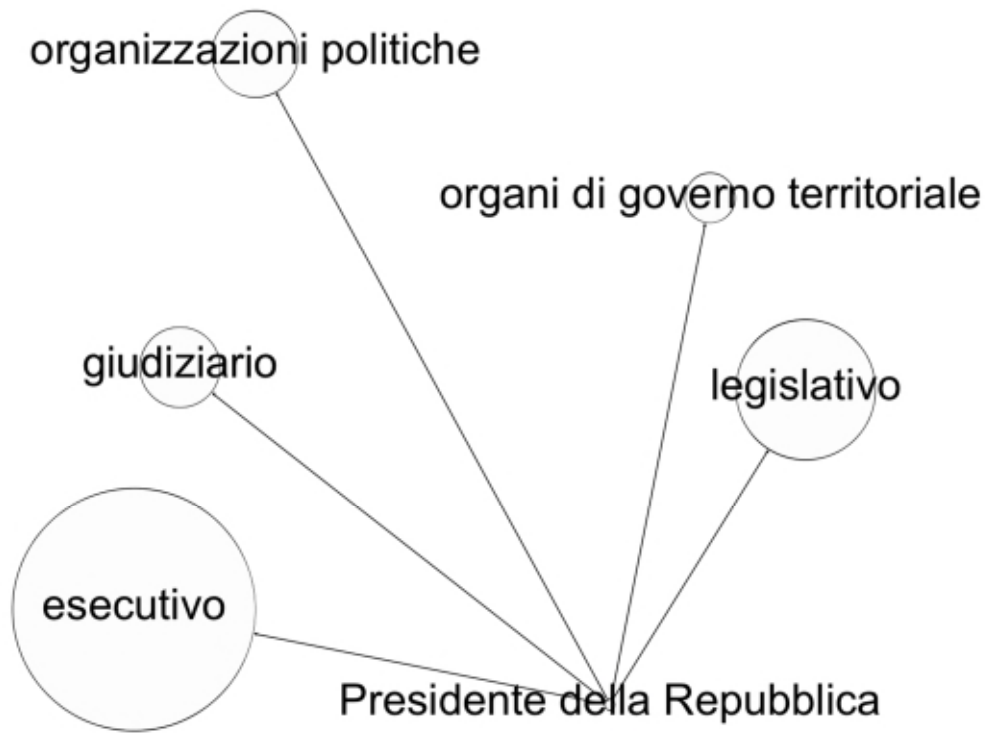 organizzazioni politiche
organi di governo territoriale
giudiziario
legislativo
esecutivo
Presidente della Repubblica